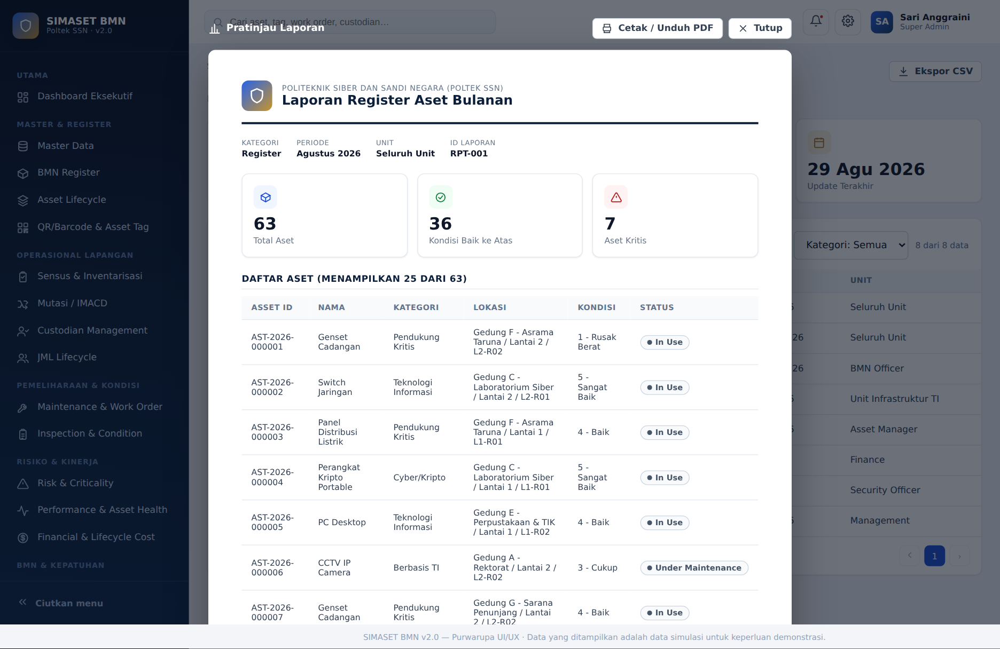 SIMASET BMN
Poltek SSN · v2.0
UTAMA
Dashboard Eksekutif
MASTER & REGISTER
Master Data
BMN Register
Asset Lifecycle
QR/Barcode & Asset Tag
OPERASIONAL LAPANGAN
Sensus & Inventarisasi
Mutasi / IMACD
Custodian Management
JML Lifecycle
PEMELIHARAAN & KONDISI
Maintenance & Work Order
Inspection & Condition
RISIKO & KINERJA
Risk & Criticality
Performance & Asset Health
Financial & Lifecycle Cost
BMN & KEPATUHAN
Ciutkan menu
Cari aset, tag, work order, custodian…
Pratinjau Laporan
Cetak / Unduh PDF
Tutup
SA
Sari Anggraini
Super Admin
Ekspor CSV
POLITEKNIK SIBER DAN SANDI NEGARA (POLTEK SSN)
Laporan Register Aset Bulanan
KATEGORI PERIODE UNIT ID LAPORAN
Register Agustus 2026 Seluruh Unit RPT-001
63
Total Aset
36
Kondisi Baik ke Atas
7
Aset Kritis
DAFTAR ASET (MENAMPILKAN 25 DARI 63)
ASSET ID NAMA KATEGORI LOKASI KONDISI STATUS
AST-2026-000001 Genset Cadangan Pendukung Kritis Gedung F - Asrama Taruna / Lantai 2 / L2-R02 1 - Rusak Berat In Use
AST-2026-000002 Switch Jaringan Teknologi Informasi Gedung C - Laboratorium Siber / Lantai 2 / L2-R01 5 - Sangat Baik In Use
AST-2026-000003 Panel Distribusi Listrik Pendukung Kritis Gedung F - Asrama Taruna / Lantai 1 / L1-R01 4 - Baik In Use
AST-2026-000004 Perangkat Kripto Portable Cyber/Kripto Gedung C - Laboratorium Siber / Lantai 1 / L1-R01 5 - Sangat Baik In Use
AST-2026-000005 PC Desktop Teknologi Informasi Gedung E - Perpustakaan & TIK / Lantai 1 / L1-R02 4 - Baik In Use
AST-2026-000006 CCTV IP Camera Berbasis TI Gedung A - Rektorat / Lantai 2 / L2-R02 3 - Cukup Under Maintenance
AST-2026-000007 Genset Cadangan Pendukung Kritis Gedung G - Sarana Penunjang / Lantai 2 / L2-R02 4 - Baik In Use
29 Agu 2026
Update Terakhir
Kategori: Semua
8 dari 8 data
UNIT
Seluruh Unit
26 Seluruh Unit
26 BMN Officer
Unit Infrastruktur TI
Asset Manager
Finance
Security Officer
Management
‹ 1 ›
SIMASET BMN v2.0 — Purwarupa UI/UX · Data yang ditampilkan adalah data simulasi untuk keperluan demonstrasi.